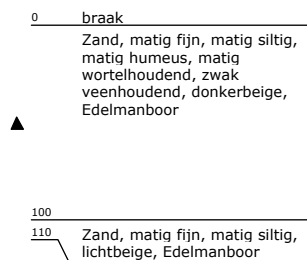 0 braak
Zand, matig fijn, matig siltig,
matig humeus, matig
wortelhoudend, zwak
veenhoudend, donkerbeige,
Edelmanboor
100
110 Zand, matig fijn, matig siltig,
lichtbeige, Edelmanboor